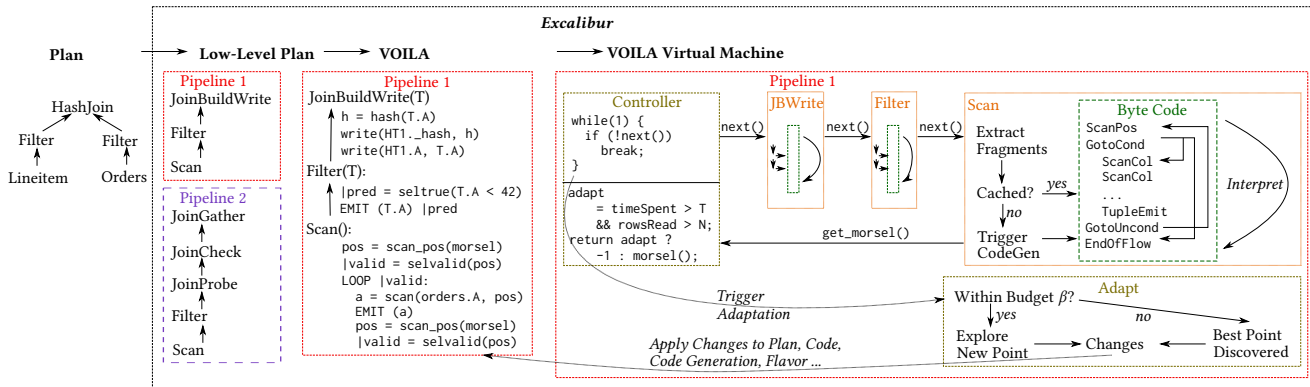 Excalibur
Plan
Low-Level Plan
VOILA
VOILA Virtual Machine
HashJoin
Filter
Filter
Lineitem
Orders
Pipeline 1
JoinBuildWrite
Filter
Scan
Pipeline 2
JoinGather
JoinCheck
JoinProbe
Filter
Scan
Pipeline 1
JoinBuildWrite(T)
h = hash(T.A)
write(HT1._hash, h)
write(HT1.A, T.A)
Filter(T):
|pred = seltrue(T.A < 42)
EMIT (T.A) |pred
Scan():
pos = scan_pos(morsel)
|valid = selvalid(pos)
LOOP |valid:
a = scan(orders.A, pos)
EMIT (a)
pos = scan_pos(morsel)
|valid = selvalid(pos)
Pipeline 1
Controller
while(1) {
if (!next())
break;
}
adapt
= timeSpent > T
&& rowsRead > N;
return adapt ?
-1 : morsel();
next()
JBWrite
next()
Filter
next()
get_morsel()
Scan
Extract
Fragments
Cached?
yes
no
Trigger
CodeGen
Byte Code
ScanPos
GotoCond
ScanCol
ScanCol
...
TupleEmit
GotoUncond
EndOfFlow
Interpret
Trigger
Adaptation
Apply Changes to Plan, Code,
Code Generation, Flavor ...
Adapt
Within Budget β?
yes
no
Explore
New Point
Changes
Best Point
Discovered